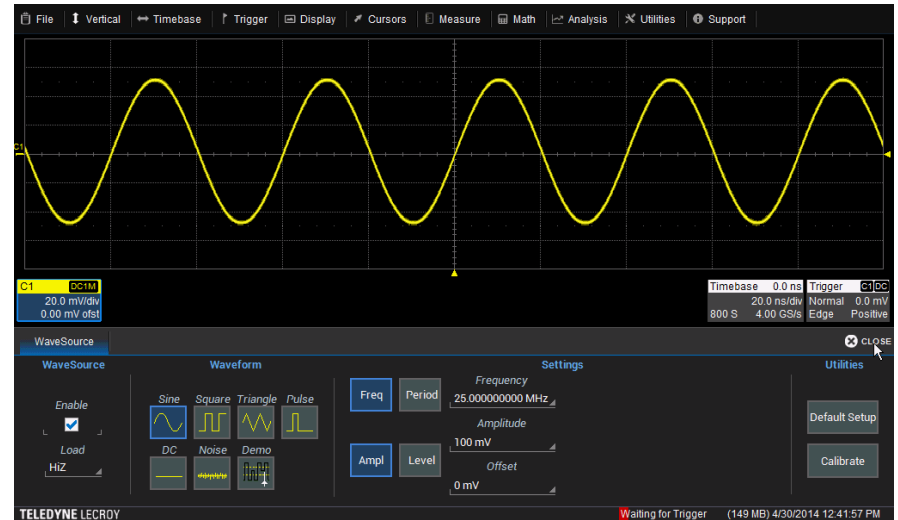 File Vertical Timebase Trigger Display Cursors Measure Math Analysis Utilities Support
C1
C1 DC1M
20.0 mV/div
0.00 mV ofst
Timebase 0.0 ns
20.0 ns/div
800 S 4.00 GS/s
Trigger C1 DC
Normal 0.0 mV
Edge Positive
WaveSource
CLOSE
WaveSource Waveform Settings Utilities
Enable
Load
HiZ
Sine Square Triangle Pulse
DC Noise Demo
Freq Period
Frequency
25.000000000 MHz
Amplitude
100 mV
Ampl Level
Offset
0 mV
Default Setup
Calibrate
TELEDYNE LECROY
Waiting for Trigger (149 MB) 4/30/2014 12:41:57 PM